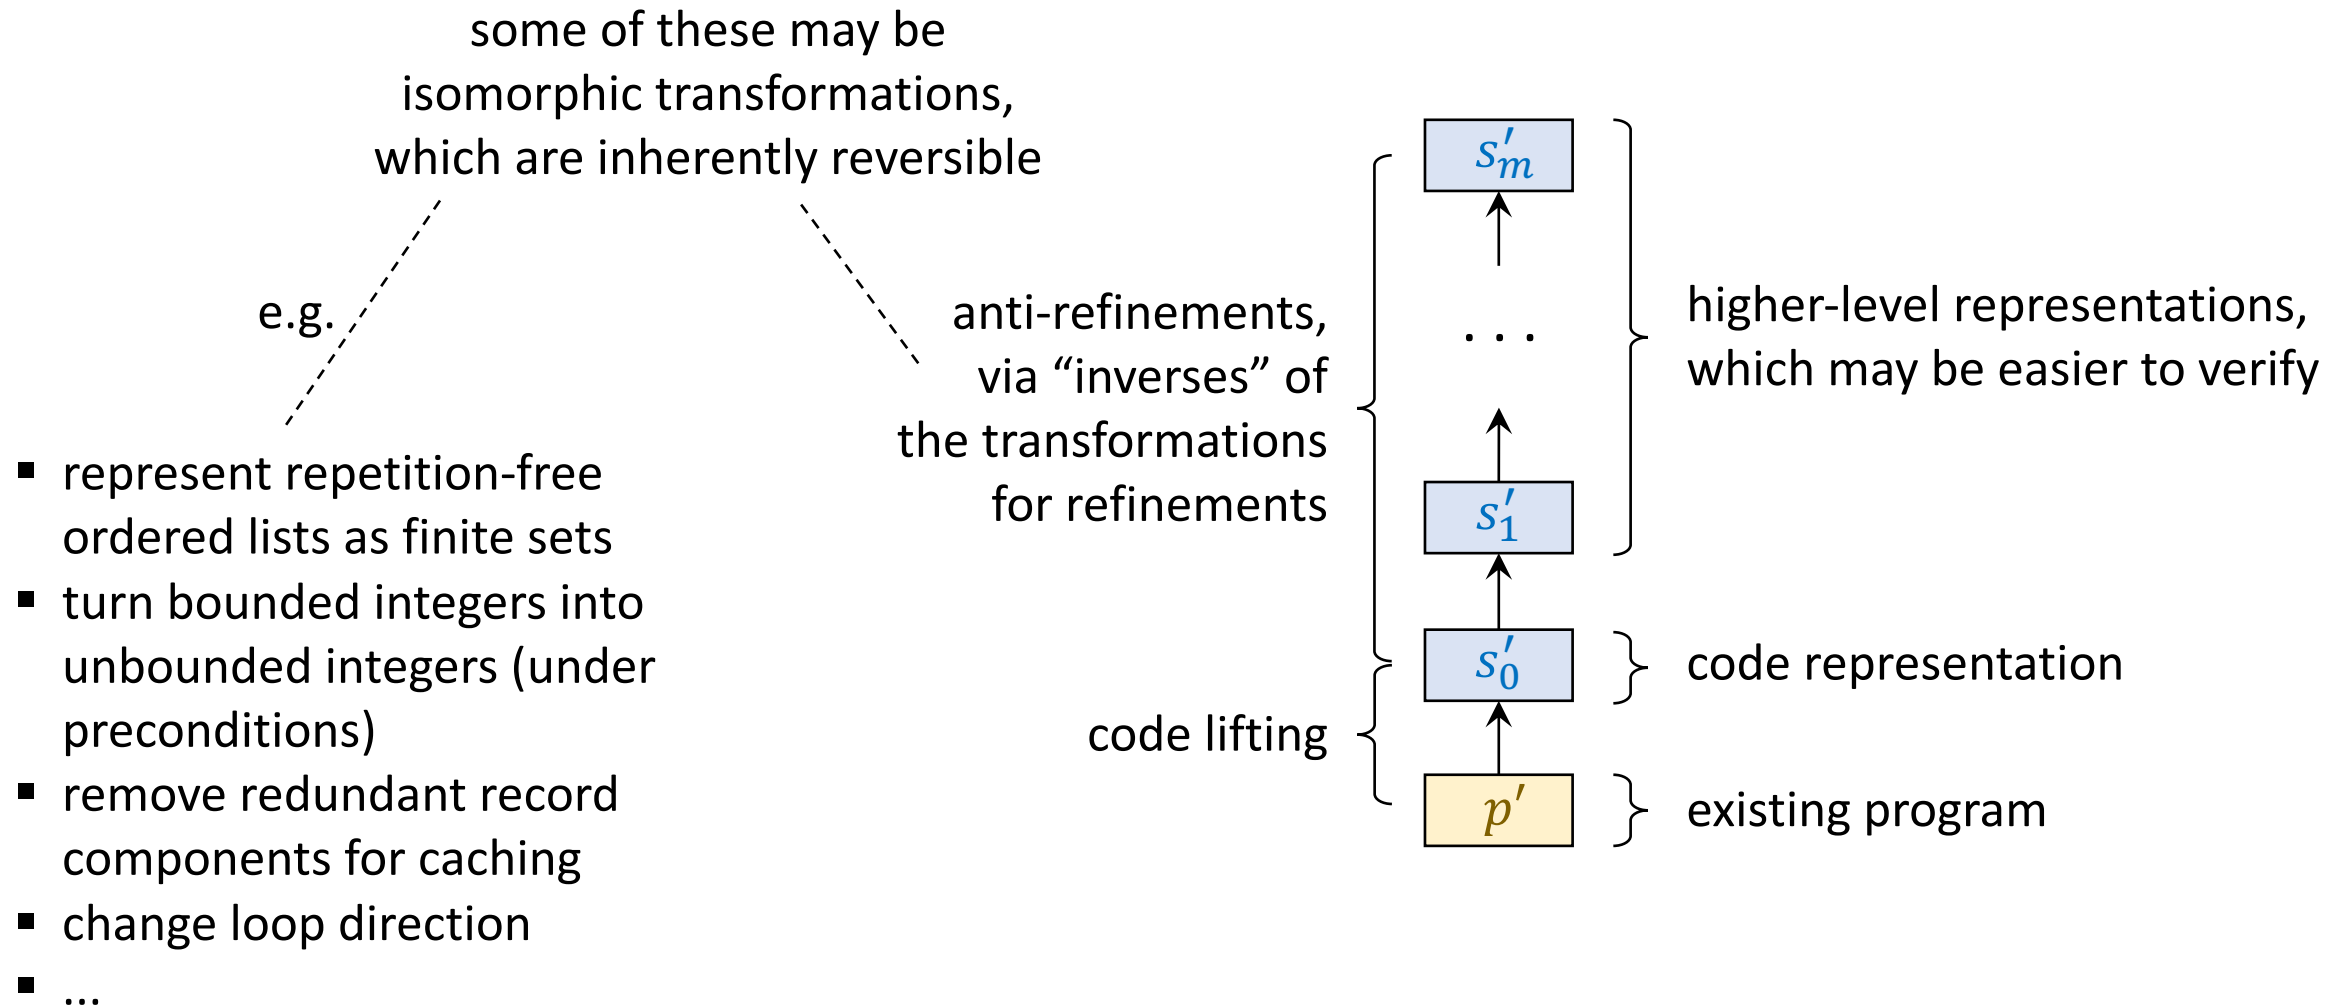 some of these may be
isomorphic transformations,
which are inherently reversible
e.g.
▪ represent repetition-free
ordered lists as finite sets
▪ turn bounded integers into
unbounded integers (under
preconditions)
▪ remove redundant record
components for caching
▪ change loop direction
▪ ...
anti-refinements,
via “inverses” of
the transformations
for refinements
code lifting
s′ₘ
. . .
s′₁
s′₀
p′
higher-level representations,
which may be easier to verify
code representation
existing program